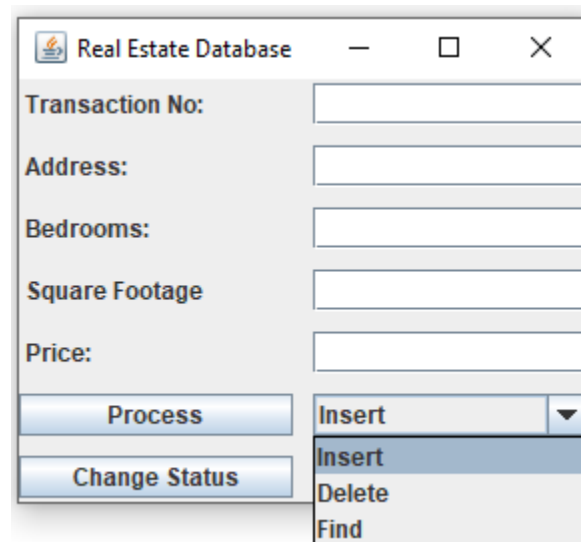 Real Estate Database
Transaction No:
Address:
Bedrooms:
Square Footage
Price:
Process Insert
Insert
Change Status
Delete
Find